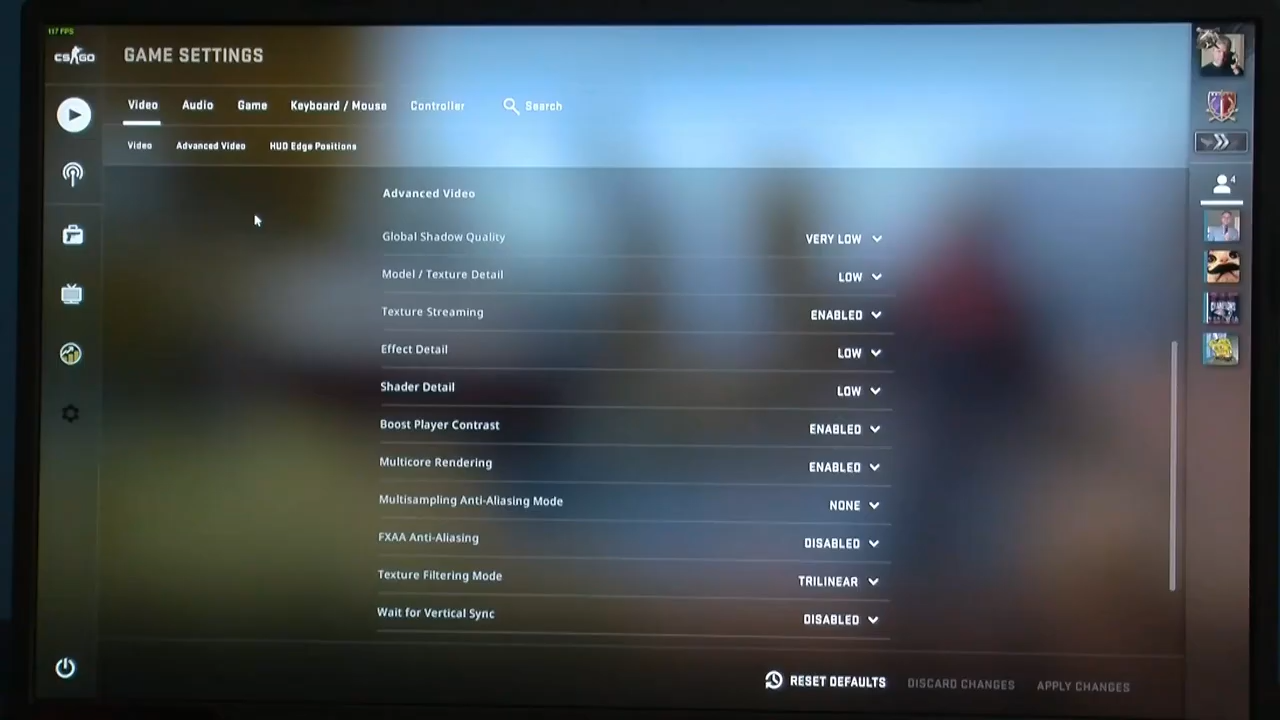 117 FPS
CS:GO
GAME SETTINGS
Video Audio Game Keyboard / Mouse Controller Search
Video Advanced Video HUD Edge Positions
4
Advanced Video
Global Shadow Quality VERY LOW
Model / Texture Detail LOW
Texture Streaming ENABLED
Effect Detail LOW
Shader Detail LOW
Boost Player Contrast ENABLED
Multicore Rendering ENABLED
Multisampling Anti-Aliasing Mode NONE
FXAA Anti-Aliasing DISABLED
Texture Filtering Mode TRILINEAR
Wait for Vertical Sync DISABLED
RESET DEFAULTS DISCARD CHANGES APPLY CHANGES